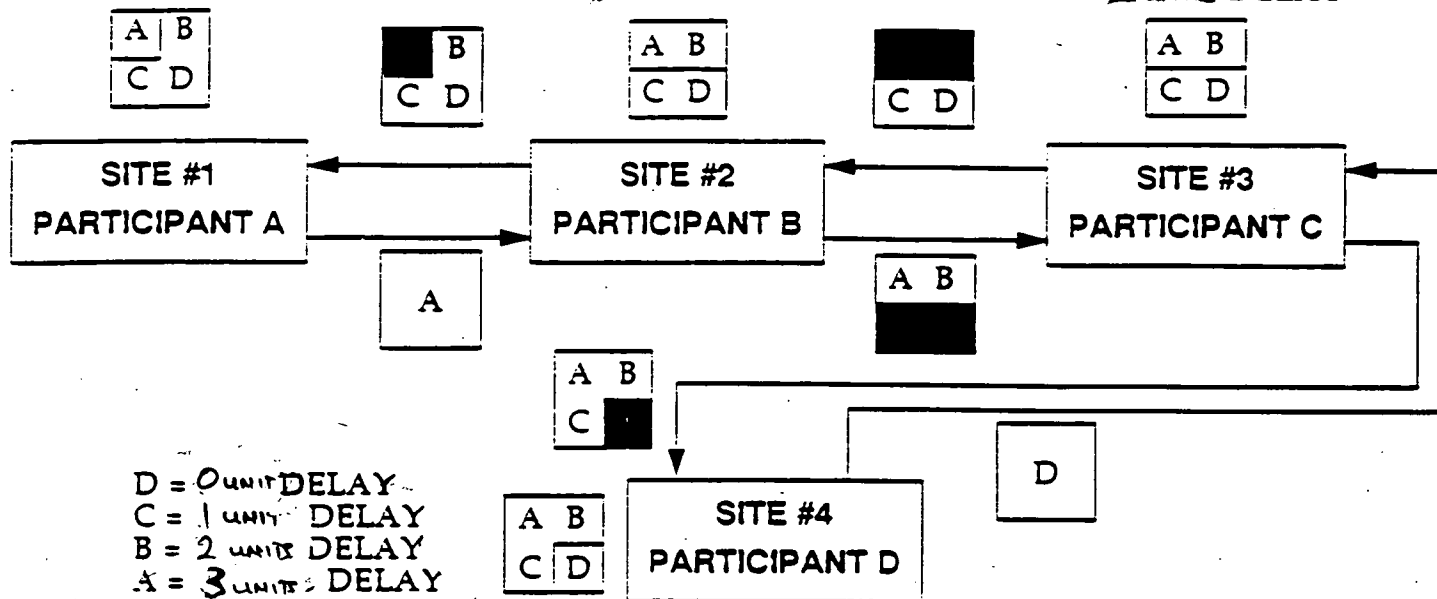 A B
C D
B
C D
A B
C D
C D
A B
C D
SITE #1
PARTICIPANT A
SITE #2
PARTICIPANT B
SITE #3
PARTICIPANT C
A
A B
A B
C
D
D = 0 UNIT DELAY
C = 1 UNIT DELAY
B = 2 UNITS DELAY
A = 3 UNITS DELAY
A B
C D
SITE #4
PARTICIPANT D